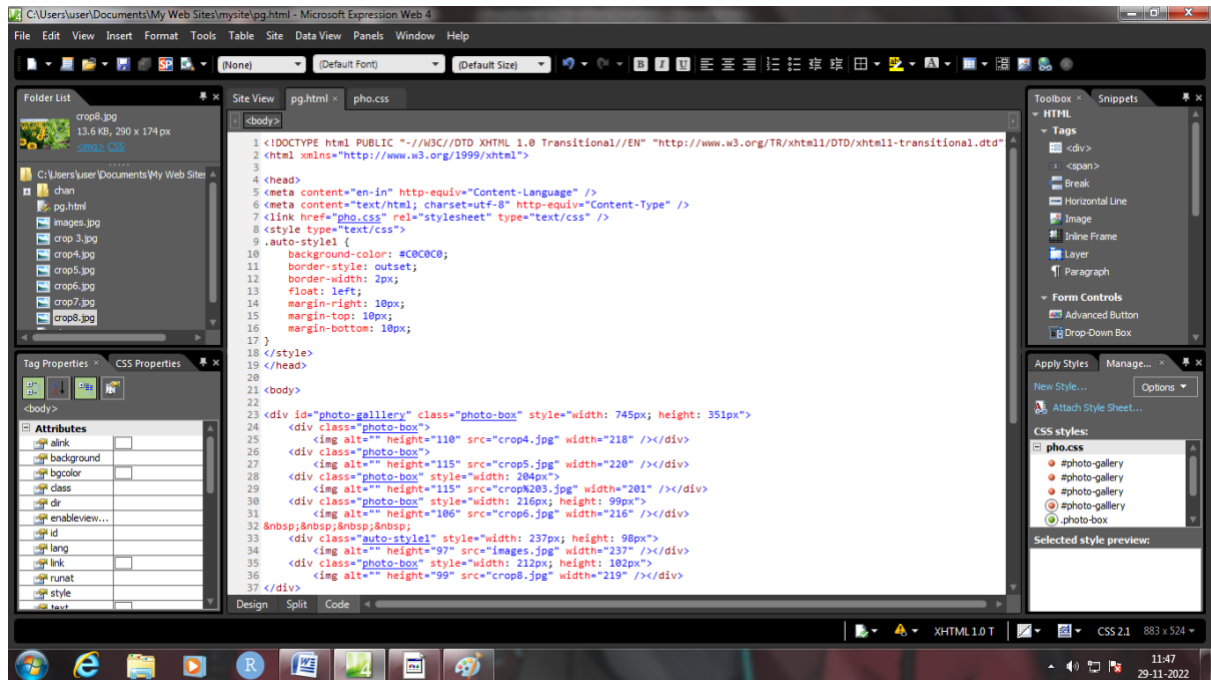 C:\Users\user\Documents\My Web Sites\mysite\pg.html - Microsoft Expression Web 4
File Edit View Insert Format Tools Table Site Data View Panels Window Help
(None) (Default Font) (Default Size)
Folder List
crop8.jpg
13.6 KB, 290 x 174 px
<img> CSS
C:\Users\user\Documents\My Web Sites
chan
pg.html
images.jpg
crop 3.jpg
crop4.jpg
crop5.jpg
crop6.jpg
crop7.jpg
crop8.jpg
Tag Properties CSS Properties
<body>
Attributes
alink
background
bgcolor
class
dir
enableview...
id
lang
link
runat
style
text
Site View pg.html pho.css
<body>
1 <!DOCTYPE html PUBLIC "-//W3C//DTD XHTML 1.0 Transitional//EN" "http://www.w3.org/TR/xhtml1/DTD/xhtml1-transitional.dtd"
2 <html xmlns="http://www.w3.org/1999/xhtml">
3
4 <head>
5 <meta content="en-in" http-equiv="Content-Language" />
6 <meta content="text/html; charset=utf-8" http-equiv="Content-Type" />
7 <link href="pho.css" rel="stylesheet" type="text/css" />
8 <style type="text/css">
9 .auto-style1 {
10 background-color: #C0C0C0;
11 border-style: outset;
12 border-width: 2px;
13 float: left;
14 margin-right: 10px;
15 margin-top: 10px;
16 margin-bottom: 10px;
17 }
18 </style>
19 </head>
20
21 <body>
22
23 <div id="photo-galllery" class="photo-box" style="width: 745px; height: 351px">
24 <div class="photo-box">
25 <img alt="" height="110" src="crop4.jpg" width="218" /></div>
26 <div class="photo-box">
27 <img alt="" height="115" src="crop5.jpg" width="220" /></div>
28 <div class="photo-box" style="width: 204px">
29 <img alt="" height="115" src="crop%203.jpg" width="201" /></div>
30 <div class="photo-box" style="width: 216px; height: 99px">
31 <img alt="" height="106" src="crop6.jpg" width="216" /></div>
32 &nbsp;&nbsp;&nbsp;&nbsp;
33 <div class="auto-style1" style="width: 237px; height: 98px">
34 <img alt="" height="97" src="images.jpg" width="237" /></div>
35 <div class="photo-box" style="width: 212px; height: 102px">
36 <img alt="" height="99" src="crop8.jpg" width="219" /></div>
37 </div>
Design Split Code
Toolbox Snippets
HTML
Tags
<div>
<span>
Break
Horizontal Line
Image
Inline Frame
Layer
Paragraph
Form Controls
Advanced Button
Drop-Down Box
Apply Styles Manage...
New Style... Options
Attach Style Sheet...
CSS styles:
pho.css
#photo-gallery
#photo-gallery
#photo-gallery
#photo-galllery
.photo-box
Selected style preview:
XHTML 1.0 T CSS 2.1 883 x 524
11:47
29-11-2022